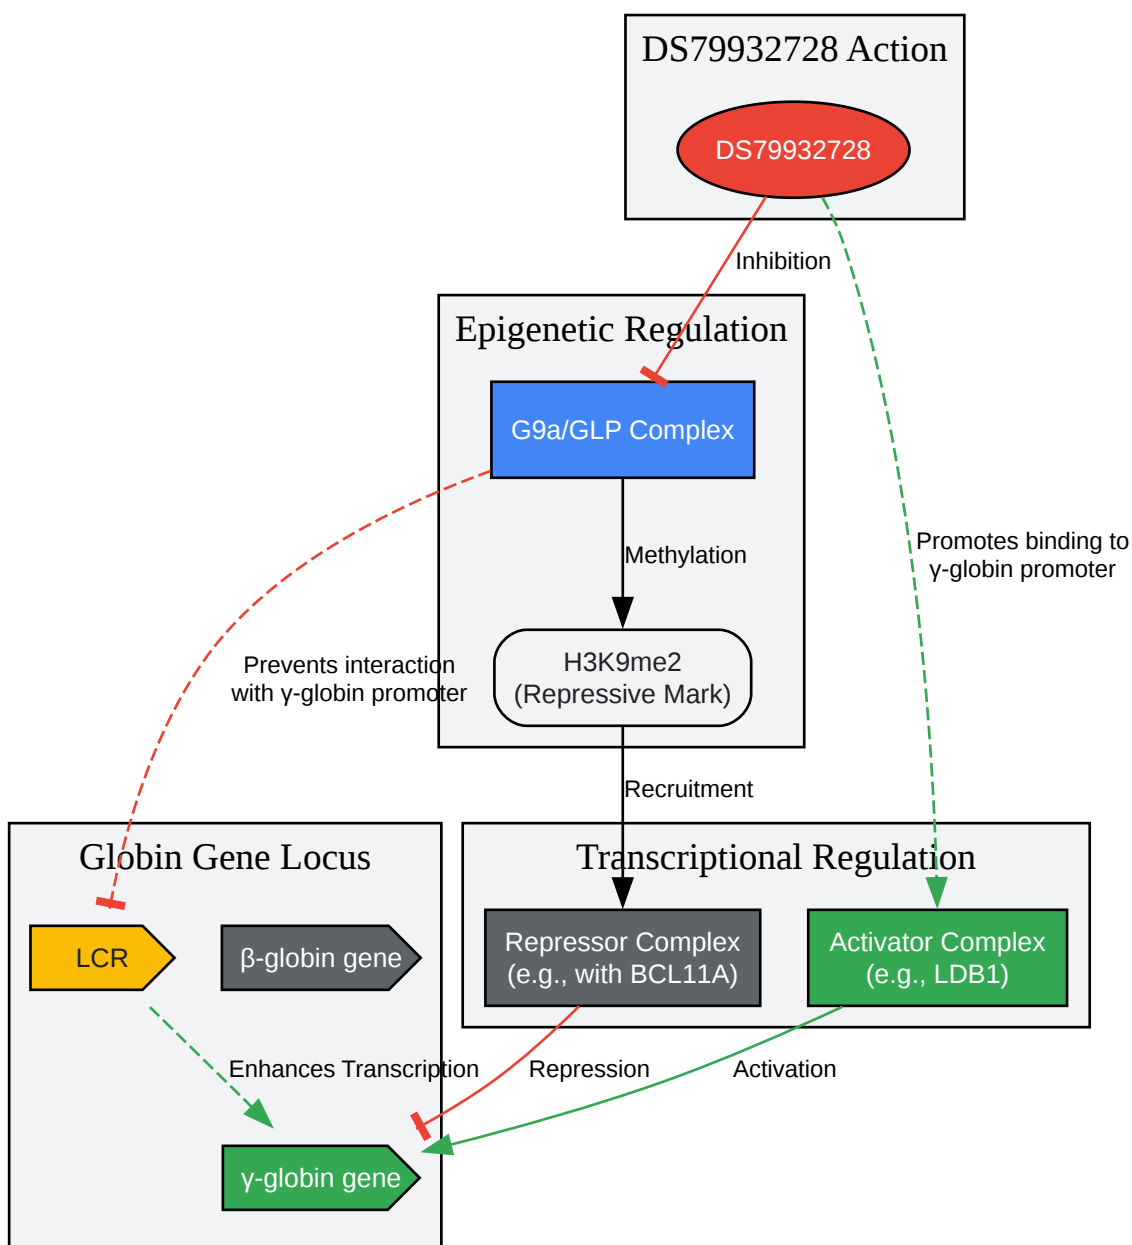 DS79932728 Action
DS79932728
Inhibition
Epigenetic Regulation
G9a/GLP Complex
Methylation
Promotes binding to
γ-globin promoter
H3K9me2
(Repressive Mark)
Prevents interaction
with γ-globin promoter
Recruitment
Globin Gene Locus
Transcriptional Regulation
LCR
β-globin gene
Repressor Complex
(e.g., with BCL11A)
Activator Complex
(e.g., LDB1)
Enhances Transcription
Repression
Activation
γ-globin gene